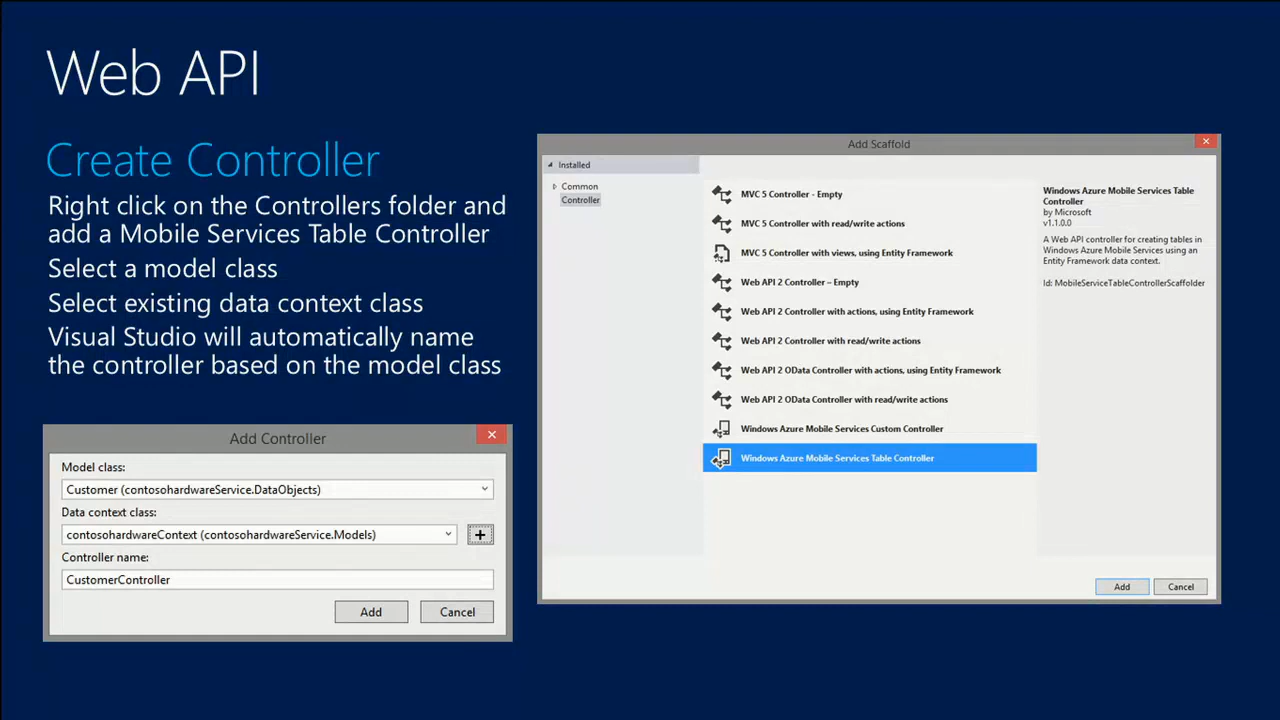 Web API
Create Controller
Right click on the Controllers folder and
add a Mobile Services Table Controller
Select a model class
Select existing data context class
Visual Studio will automatically name
the controller based on the model class
Add Controller
Model class:
Customer (contosohardwareService.DataObjects)
Data context class:
contosohardwareContext (contosohardwareService.Models)
+
Controller name:
CustomerController
Add
Cancel
Add Scaffold
Installed
Common
Controller
MVC 5 Controller - Empty
MVC 5 Controller with read/write actions
MVC 5 Controller with views, using Entity Framework
Web API 2 Controller – Empty
Web API 2 Controller with actions, using Entity Framework
Web API 2 Controller with read/write actions
Web API 2 OData Controller with actions, using Entity Framework
Web API 2 OData Controller with read/write actions
Windows Azure Mobile Services Custom Controller
Windows Azure Mobile Services Table Controller
Windows Azure Mobile Services Table
Controller
by Microsoft
v1.1.0.0
A Web API controller for creating tables in
Windows Azure Mobile Services using an
Entity Framework data context.
Id: MobileServiceTableControllerScaffolder
Add
Cancel